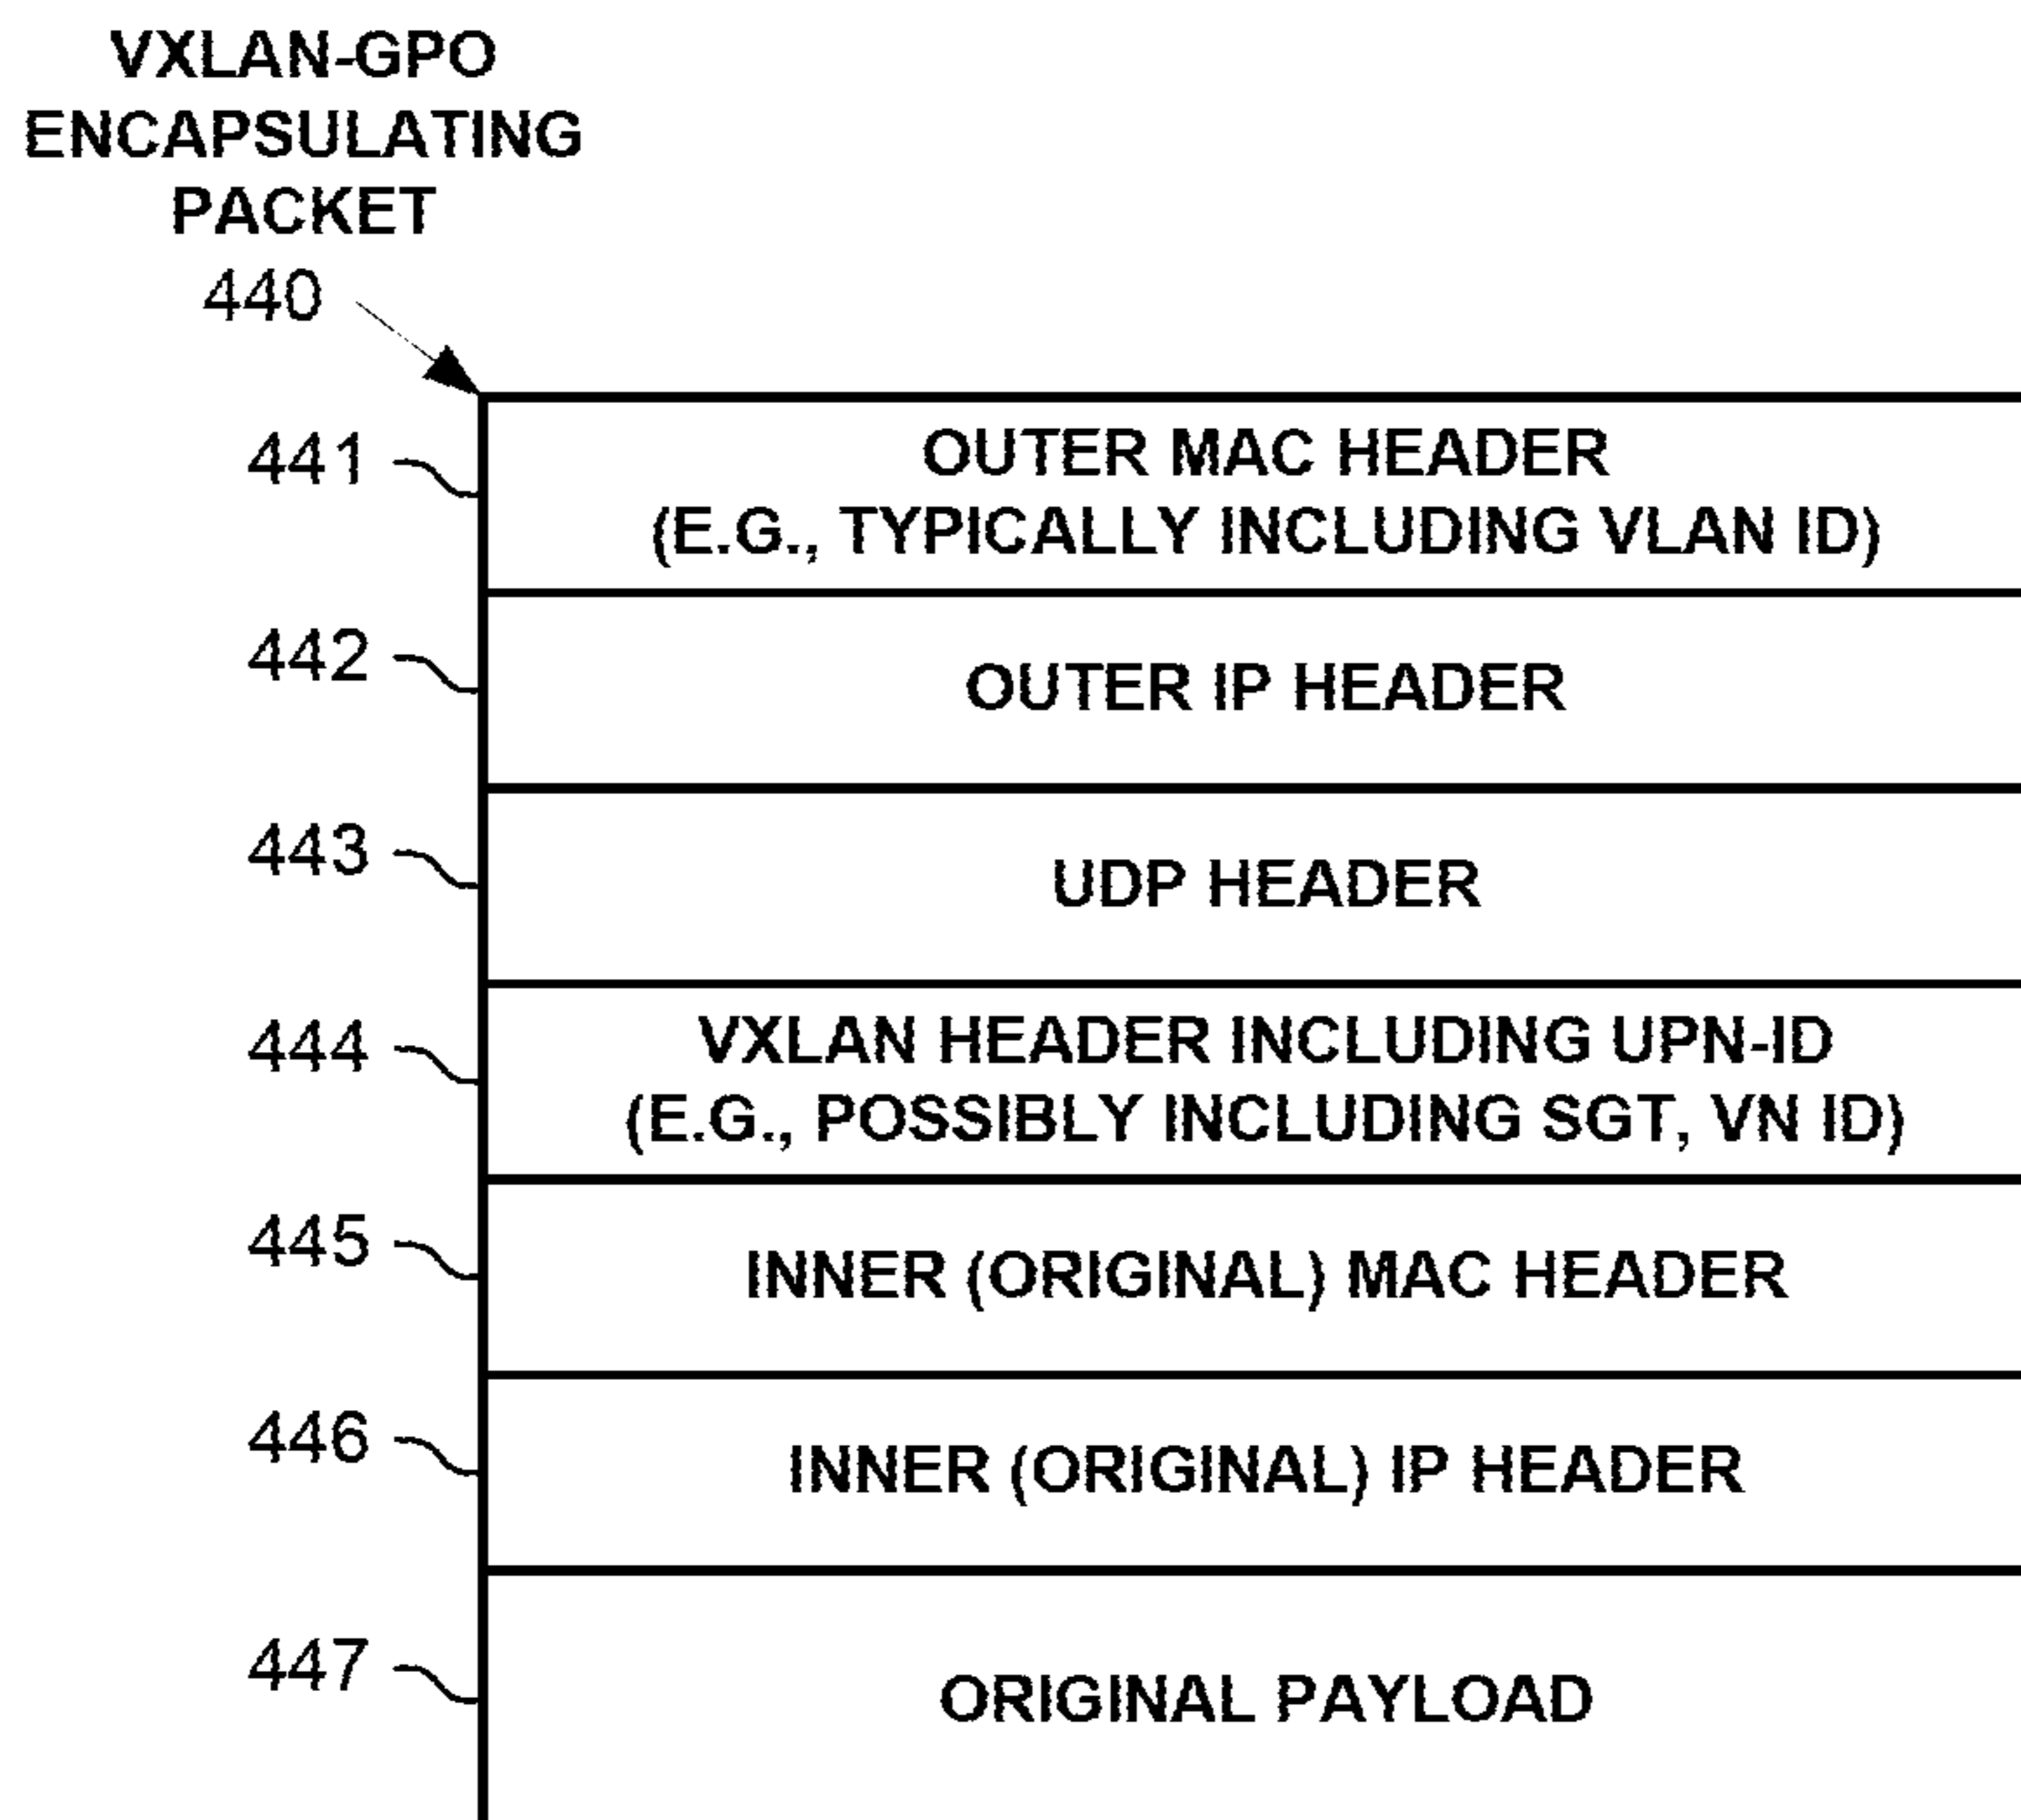 VXLAN-GPO
ENCAPSULATING
PACKET
440
441
OUTER MAC HEADER
(E.G., TYPICALLY INCLUDING VLAN ID)
442
OUTER IP HEADER
443
UDP HEADER
444
VXLAN HEADER INCLUDING UPN-ID
(E.G., POSSIBLY INCLUDING SGT, VN ID)
445
INNER (ORIGINAL) MAC HEADER
446
INNER (ORIGINAL) IP HEADER
447
ORIGINAL PAYLOAD